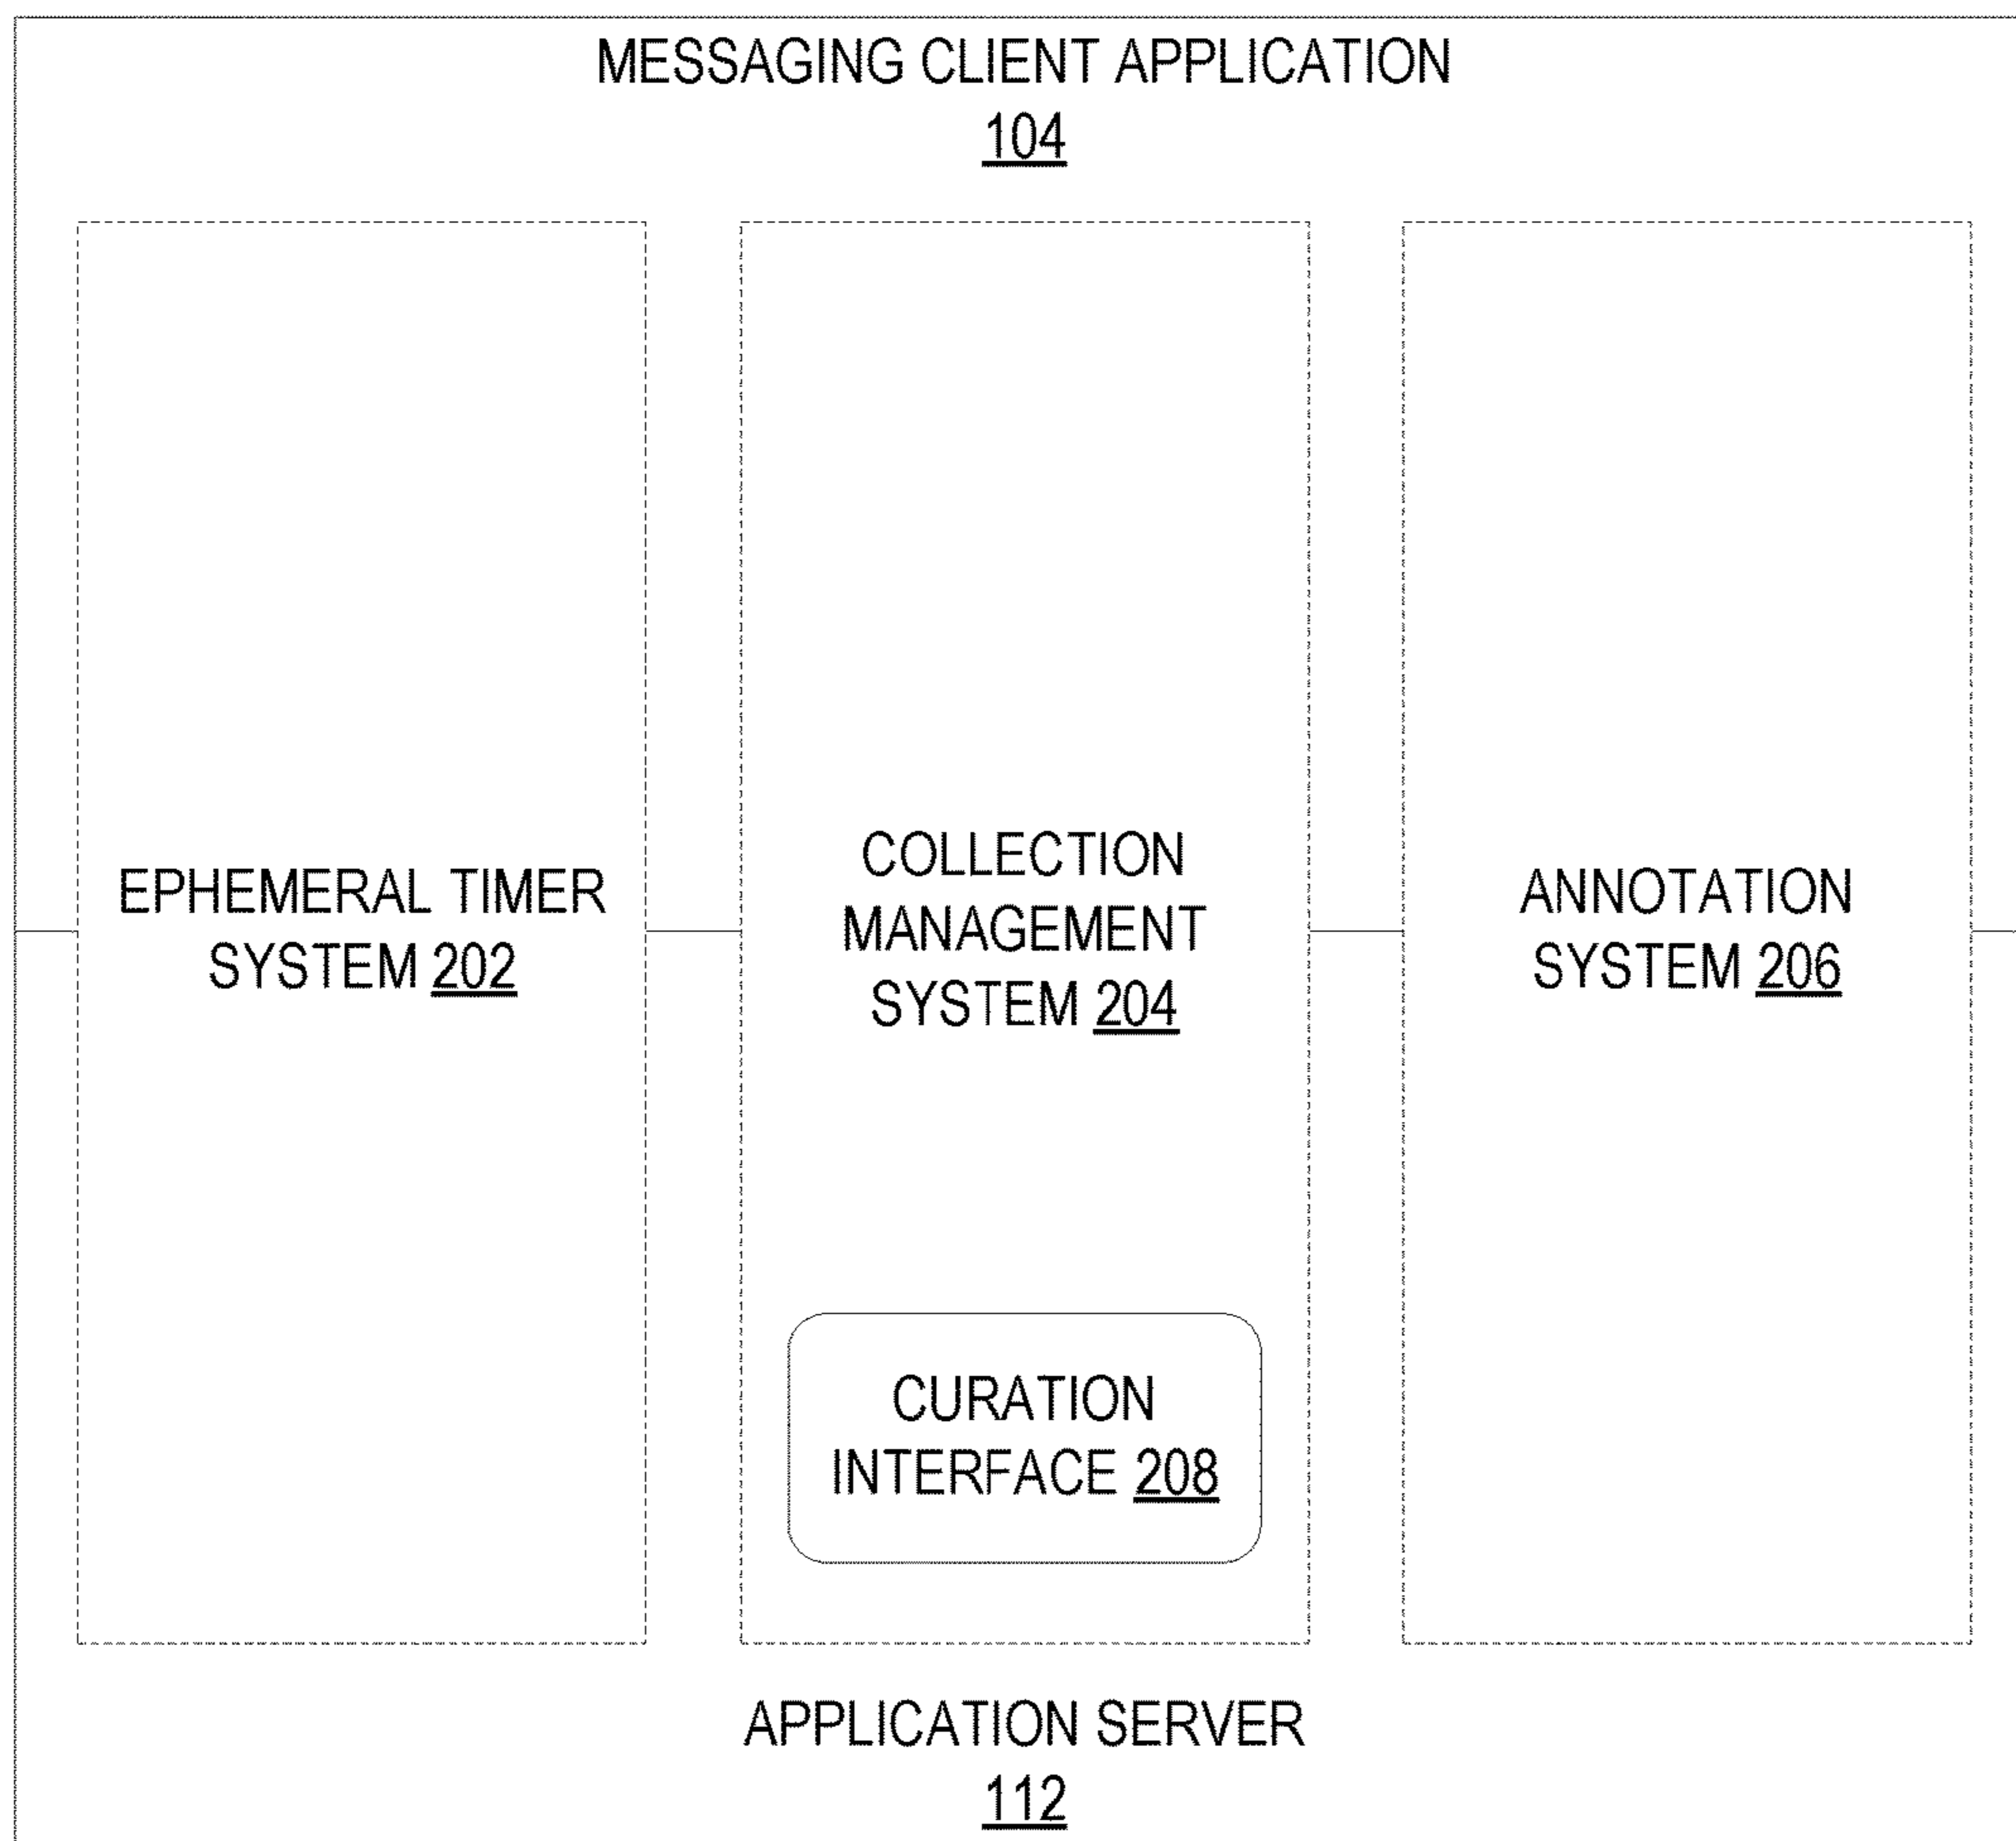 MESSAGING CLIENT APPLICATION
104
EPHEMERAL TIMER
SYSTEM 202
COLLECTION
MANAGEMENT
SYSTEM 204
ANNOTATION
SYSTEM 206
CURATION
INTERFACE 208
APPLICATION SERVER
112